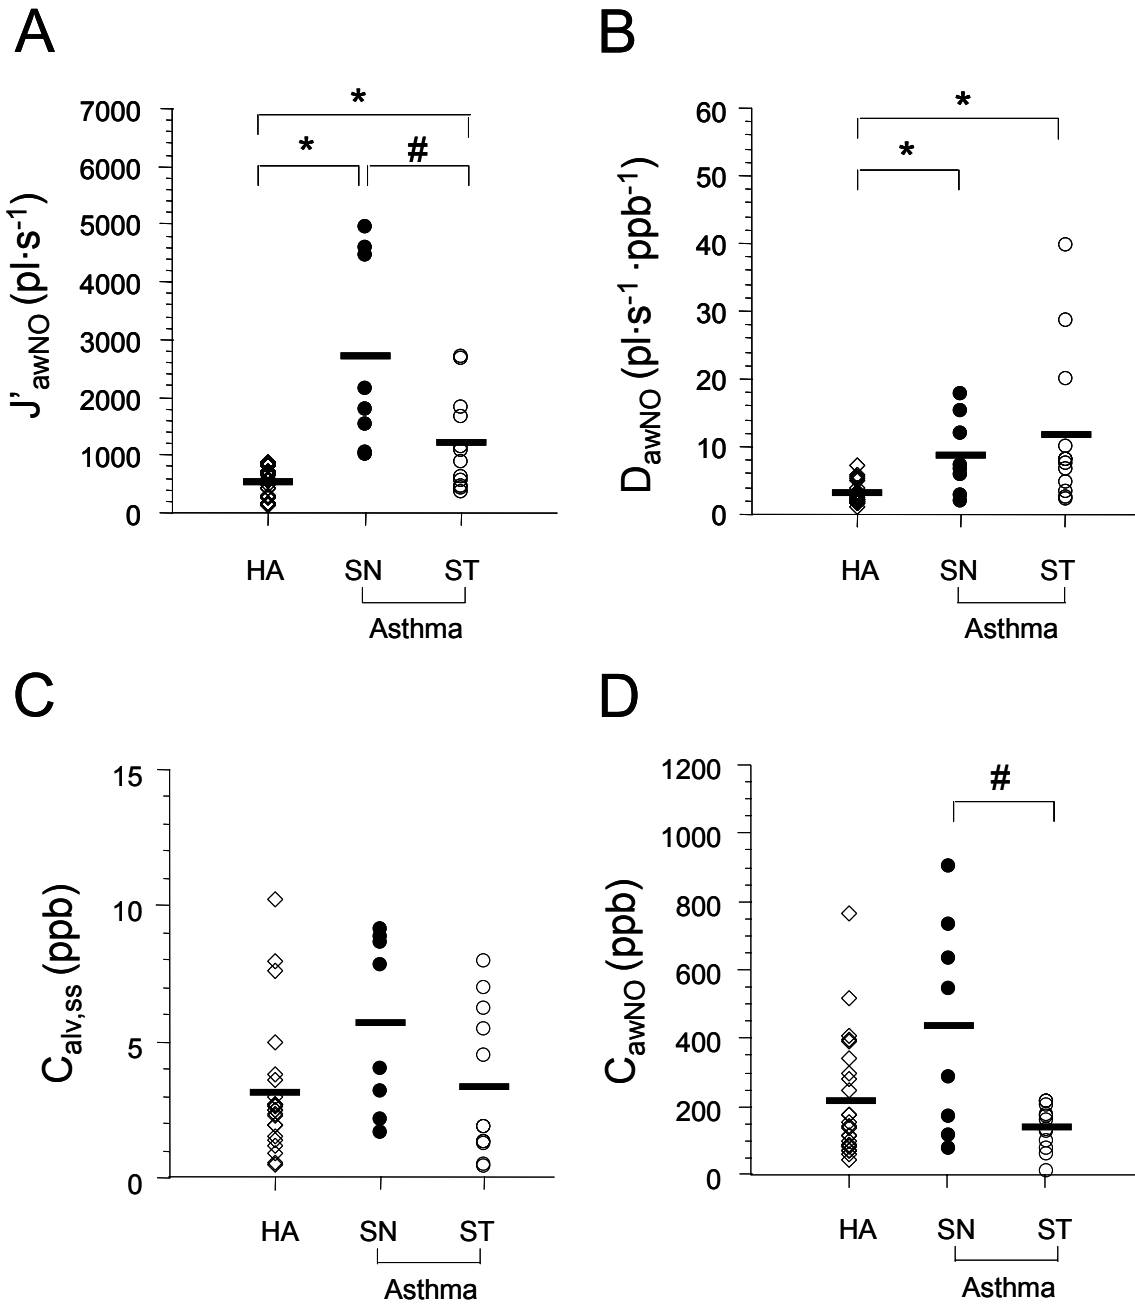 A
J'awNO (pl·s-1)
7000
6000
5000
4000
3000
2000
1000
0
*
*
#
HA SN ST
Asthma
B
DawNO (pl·s-1 ·ppb-1)
60
50
40
30
20
10
0
*
*
HA SN ST
Asthma
C
Calv,ss (ppb)
15
10
5
0
HA SN ST
Asthma
D
CawNO (ppb)
1200
1000
800
600
400
200
0
#
HA SN ST
Asthma